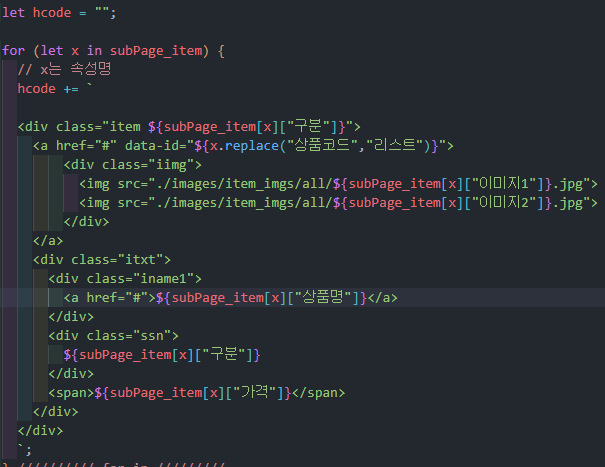 let hcode = "";
for (let x in subPage_item) {
// x는 속성명
hcode += `
<div class="item ${subPage_item[x]["구분"]}">
<a href="#" data-id="${x.replace("상품코드","리스트")}">
<div class="iimg">
<img src="./images/item_imgs/all/${subPage_item[x]["이미지1"]}.jpg">
<img src="./images/item_imgs/all/${subPage_item[x]["이미지2"]}.jpg">
</div>
</a>
<div class="itxt">
<div class="iname1">
<a href="#">${subPage_item[x]["상품명"]}</a>
</div>
<div class="ssn">
${subPage_item[x]["구분"]}
</div>
<span>${subPage_item[x]["가격"]}</span>
</div>
</div>
`;
} ////////// for in /////////